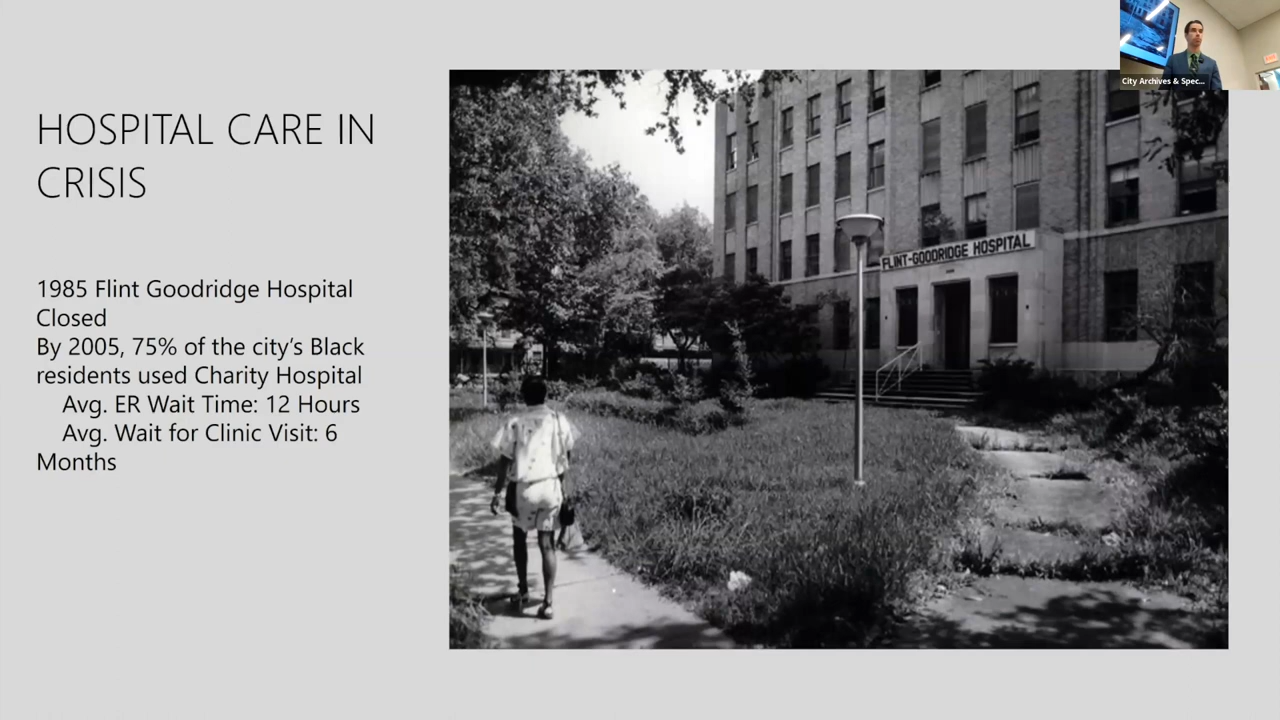 HOSPITAL CARE IN
CRISIS
1985 Flint Goodridge Hospital
Closed
By 2005, 75% of the city’s Black
residents used Charity Hospital
Avg. ER Wait Time: 12 Hours
Avg. Wait for Clinic Visit: 6
Months
FLINT-GOODRIDGE HOSPITAL
City Archives & Spec...